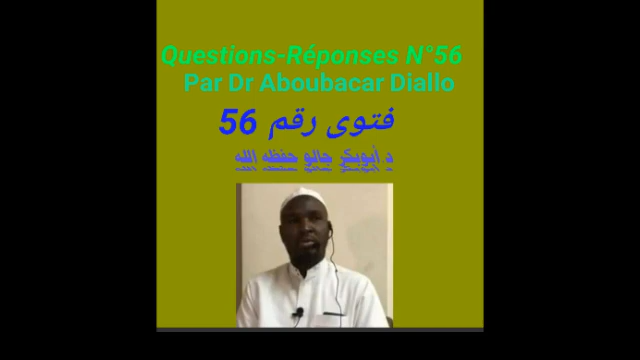 Questions-Réponses N°56
Par Dr Aboubacar Diallo
فتوى رقم 56
د أبوبكر جالو حفظه الله